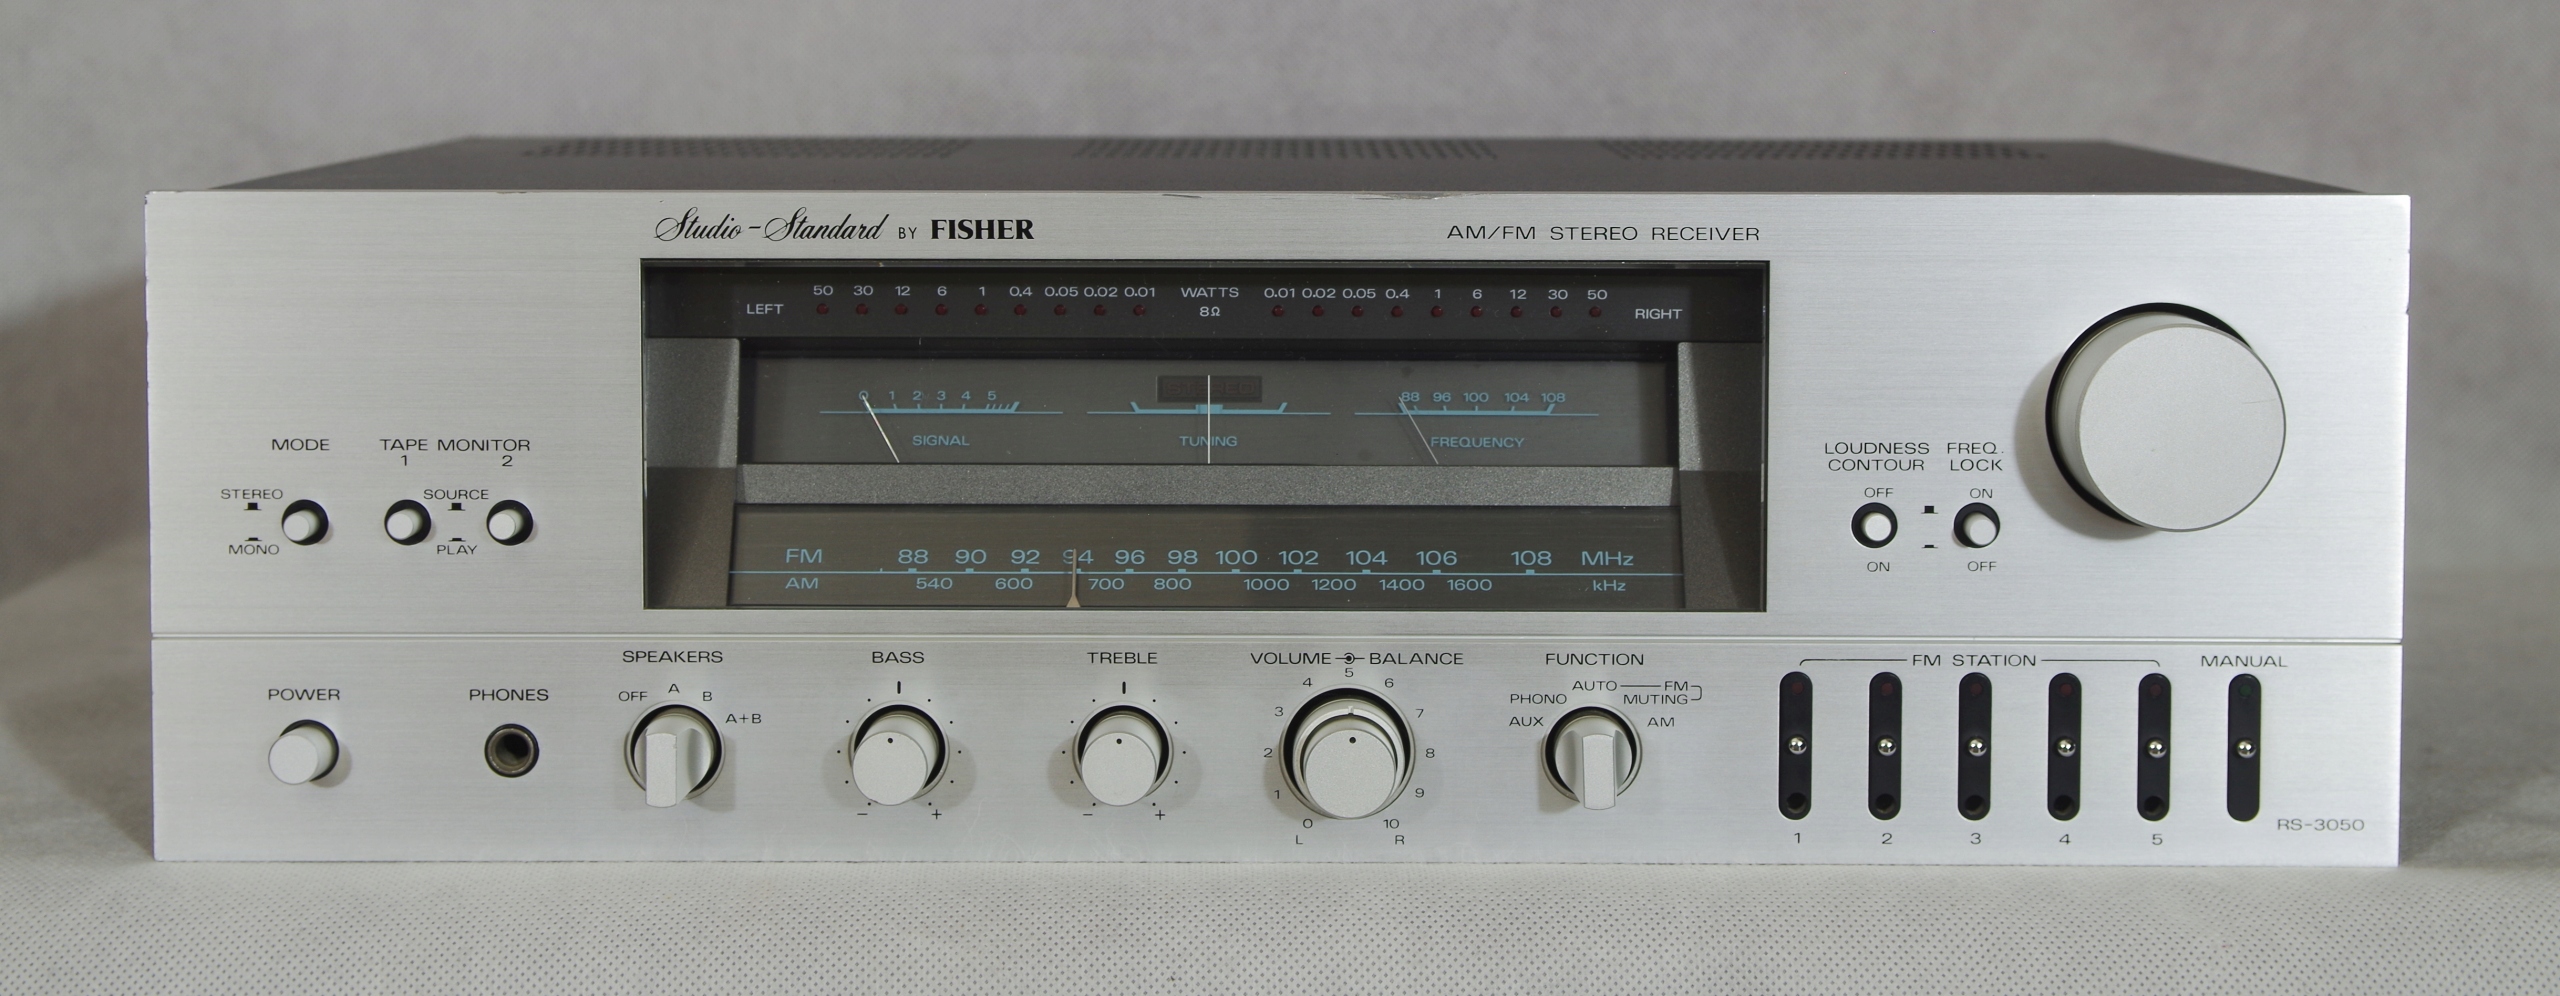 Studio-Standard BY FISHER
AM/FM STEREO RECEIVER
LEFT 50 30 12 6 1 0.4 0.05 0.02 0.01 WATTS 8Ω 0.01 0.02 0.05 0.4 1 6 12 30 50 RIGHT
STEREO
0 1 2 3 4 5
SIGNAL
TUNING
88 96 100 104 108
FREQUENCY
FM 88 90 92 94 96 98 100 102 104 106 108 MHz
AM 540 600 700 800 1000 1200 1400 1600 kHz
MODE
STEREO
MONO
TAPE MONITOR
1 2
SOURCE
PLAY
LOUDNESS
CONTOUR
OFF
ON
FREQ.
LOCK
ON
OFF
POWER
PHONES
SPEAKERS
OFF A B A+B
BASS
− +
TREBLE
− +
VOLUME BALANCE
0 1 2 3 4 5 6 7 8 9 10
L R
FUNCTION
AUX PHONO AUTO FM
MUTING
AM
FM STATION
1 2 3 4 5
MANUAL
RS-3050